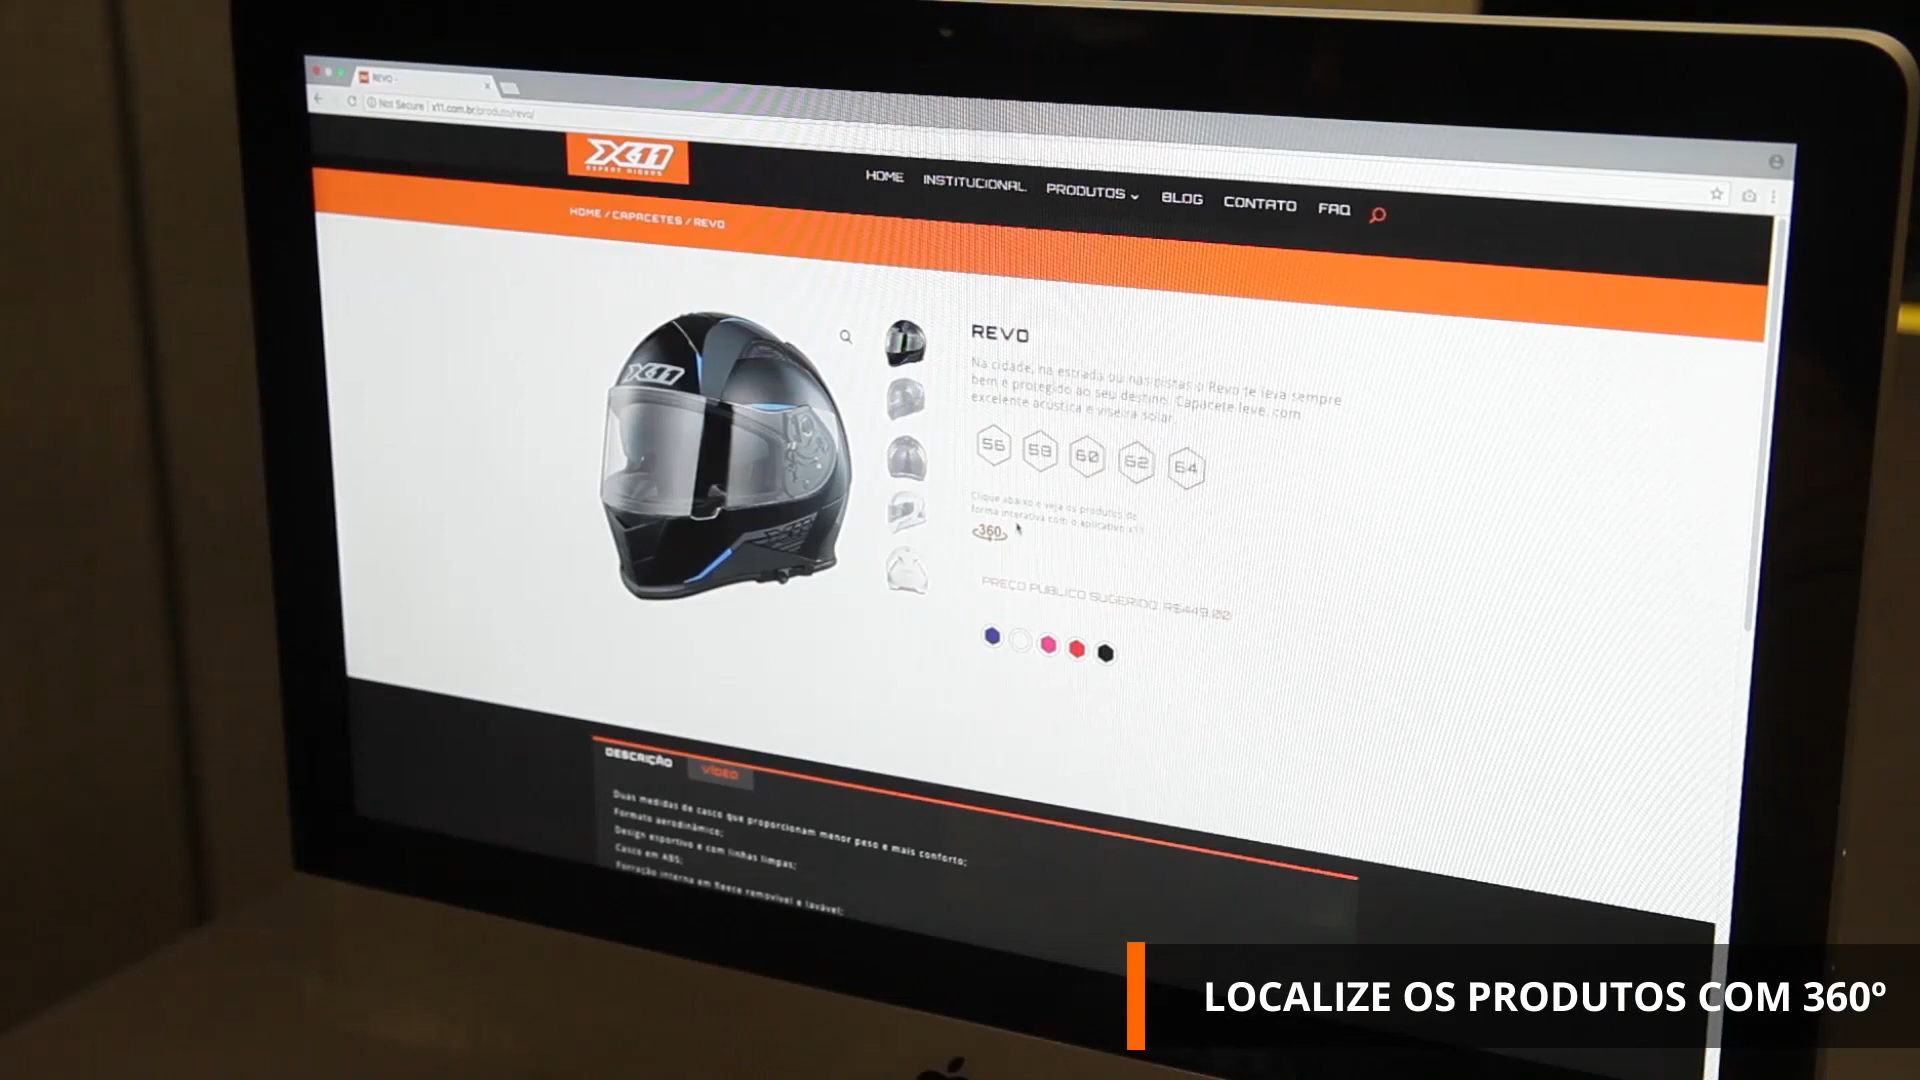 REVO -
Not Secure | x11.com.br/produto/revo/
X11
EXPERT RIDERS
HOME INSTITUCIONAL PRODUTOS BLOG CONTATO FAQ
HOME / CAPACETES / REVO
X11
REVO
Na cidade, na estrada ou nas pistas o Revo te leva sempre
bem e protegido ao seu destino. Capacete leve, com
excelente acústica e viseira solar.
56 58 60 62 64
Clique abaixo e veja os produtos de
forma interativa com o aplicativo x11
360
PREÇO PUBLICO SUGERIDO: R$449,00
DESCRIÇÃO VÍDEO
Duas medidas de casco que proporcionam menor peso e mais conforto;
Formato aerodinâmico;
Design esportivo e com linhas limpas;
Casco em ABS;
Forração interna em fleece removível e lavável;
LOCALIZE OS PRODUTOS COM 360º